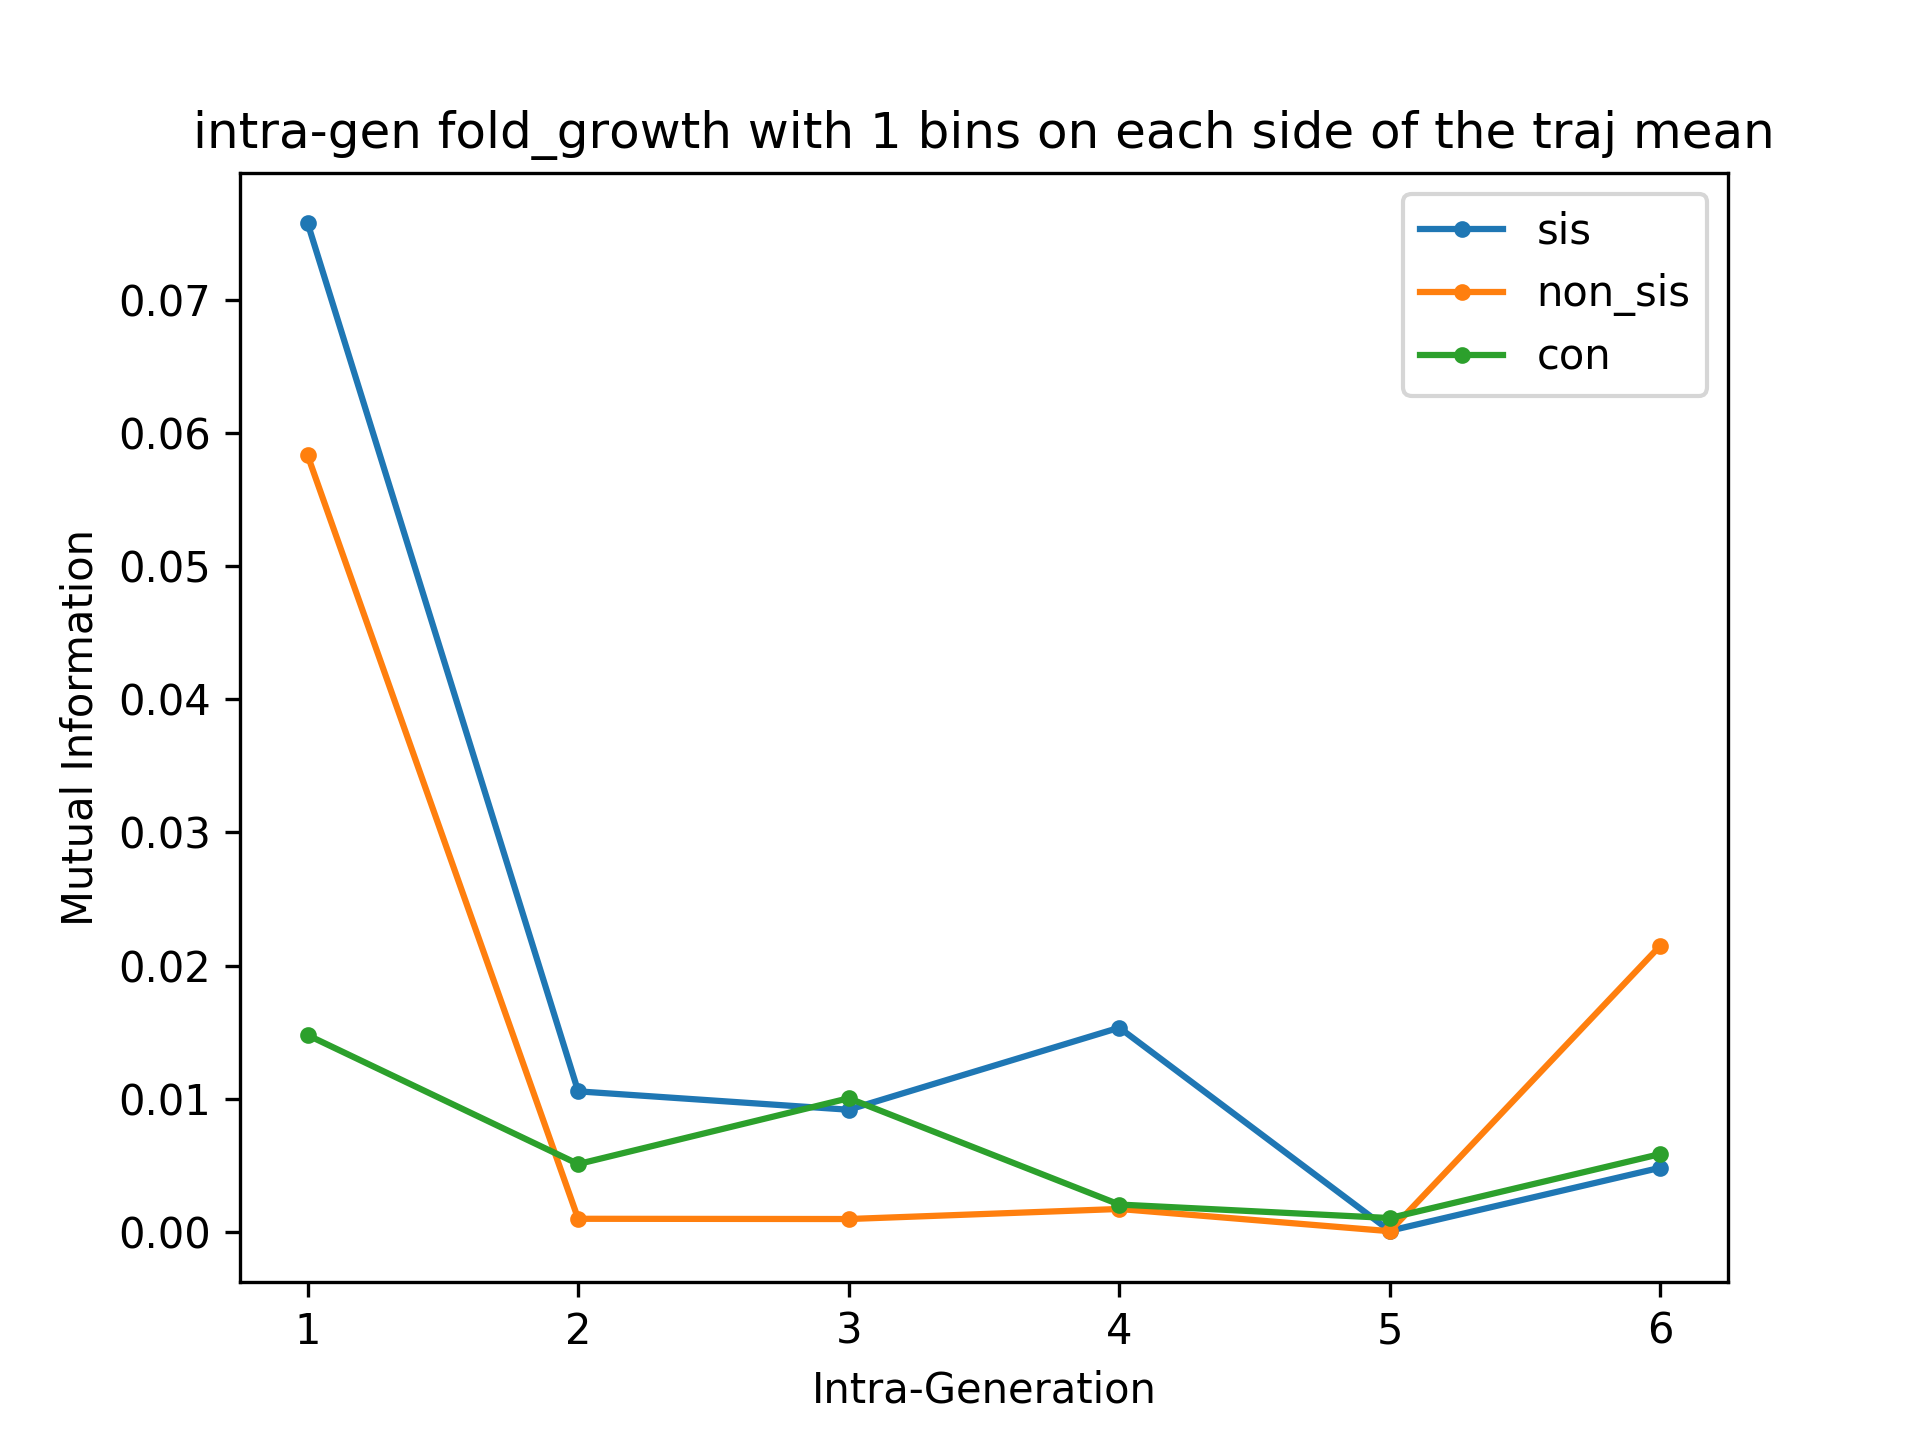 intra-gen fold_growth with 1 bins on each side of the traj mean
sis
non_sis
con
Mutual Information
0.07
0.06
0.05
0.04
0.03
0.02
0.01
0.00
1 2 3 4 5 6
Intra-Generation